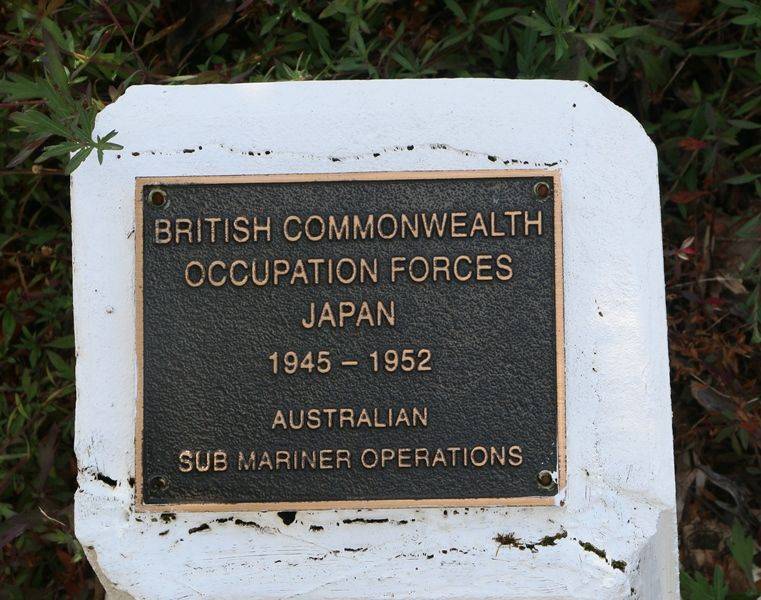 BRITISH COMMONWEALTH
OCCUPATION FORCES
JAPAN
1945 – 1952
AUSTRALIAN
SUB MARINER OPERATIONS